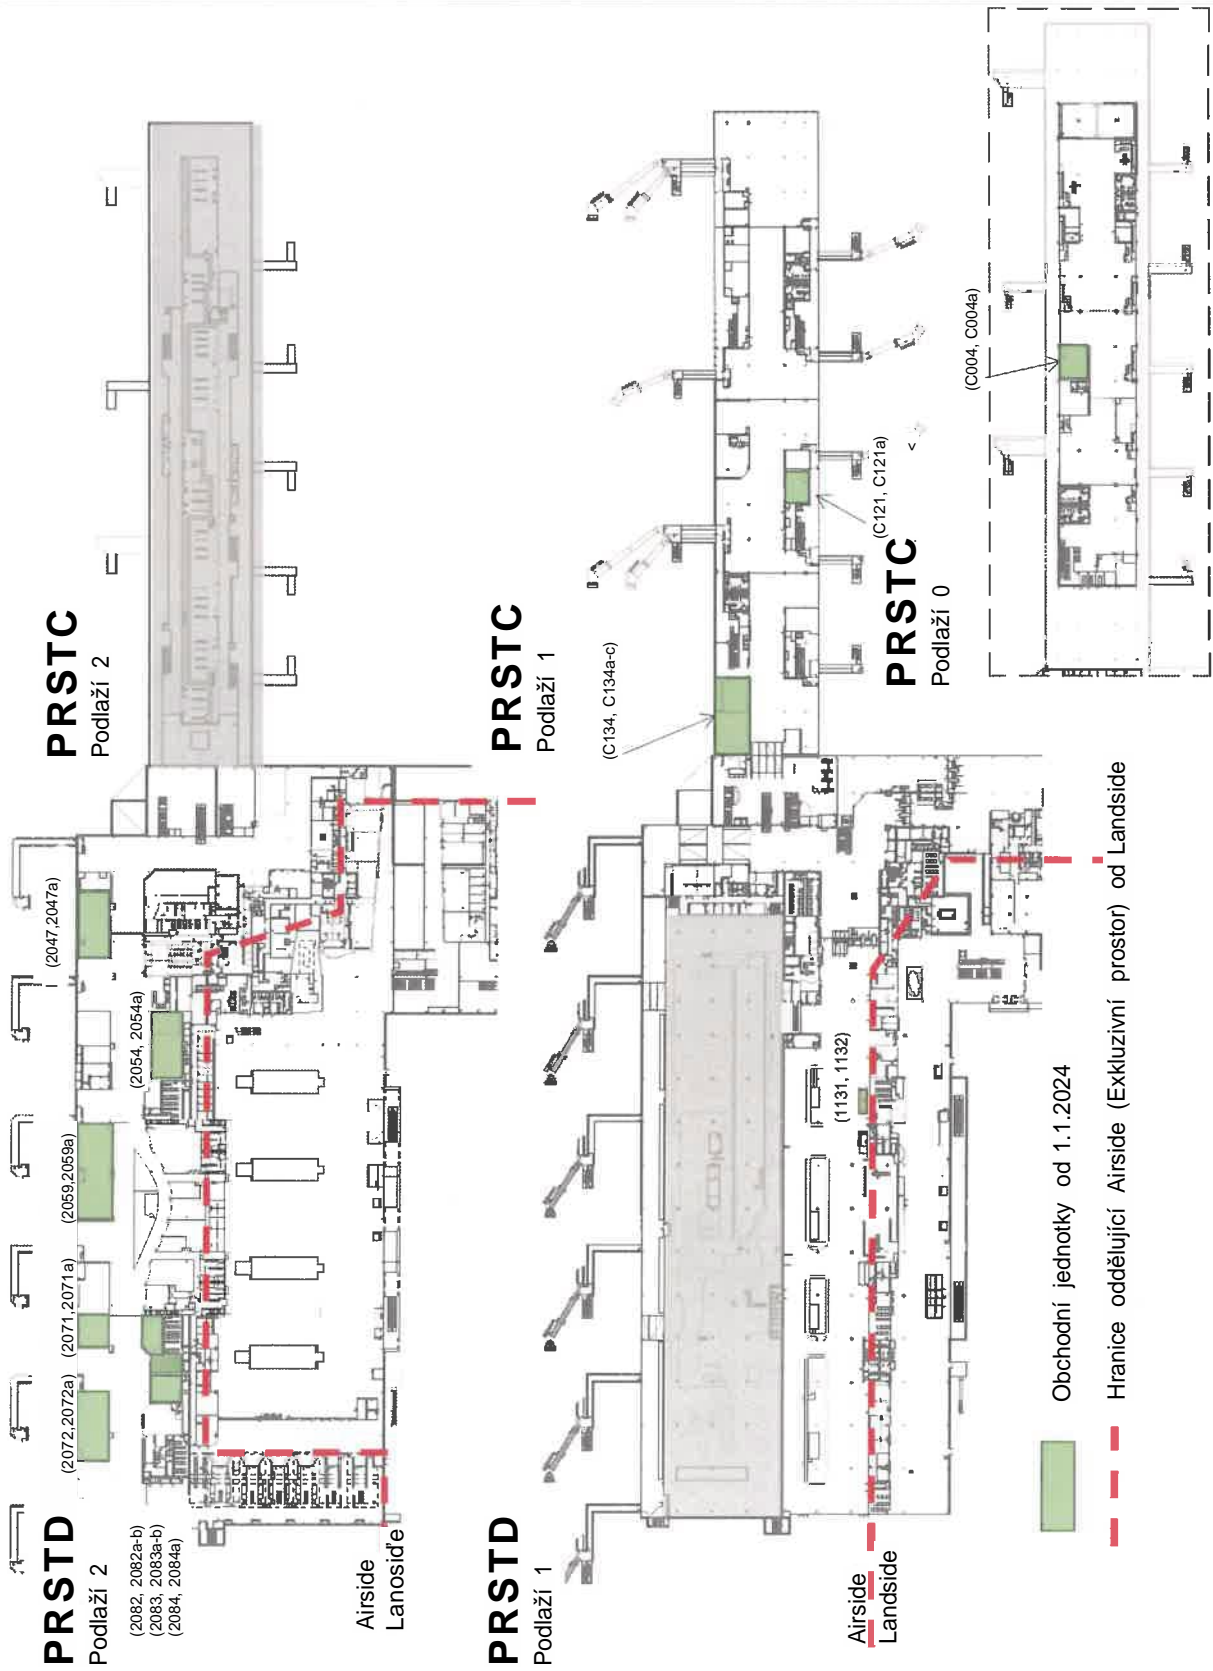 PRSTC
Podlaží 2
(2047,2047a)
(2054, 2054a)
(2059,2059a)
(2071,2071a)
(2072,2072a)
PRSTD
Podlaží 2
(2082, 2082a-b)
(2083, 2083a-b)
(2084, 2084a)
Airside
Lanosiďe
PRSTC
Podlaží 1
(C134, C134a-c)
(C121, C121a)
PRSTC
Podlaží 0
(C004, C004a)
PRSTD
Podlaží 1
(1131, 1132)
Airside
Landside
Obchodní jednotky od 1.1.2024
Hranice oddělující Airside (Exkluzivní prostor) od Landside